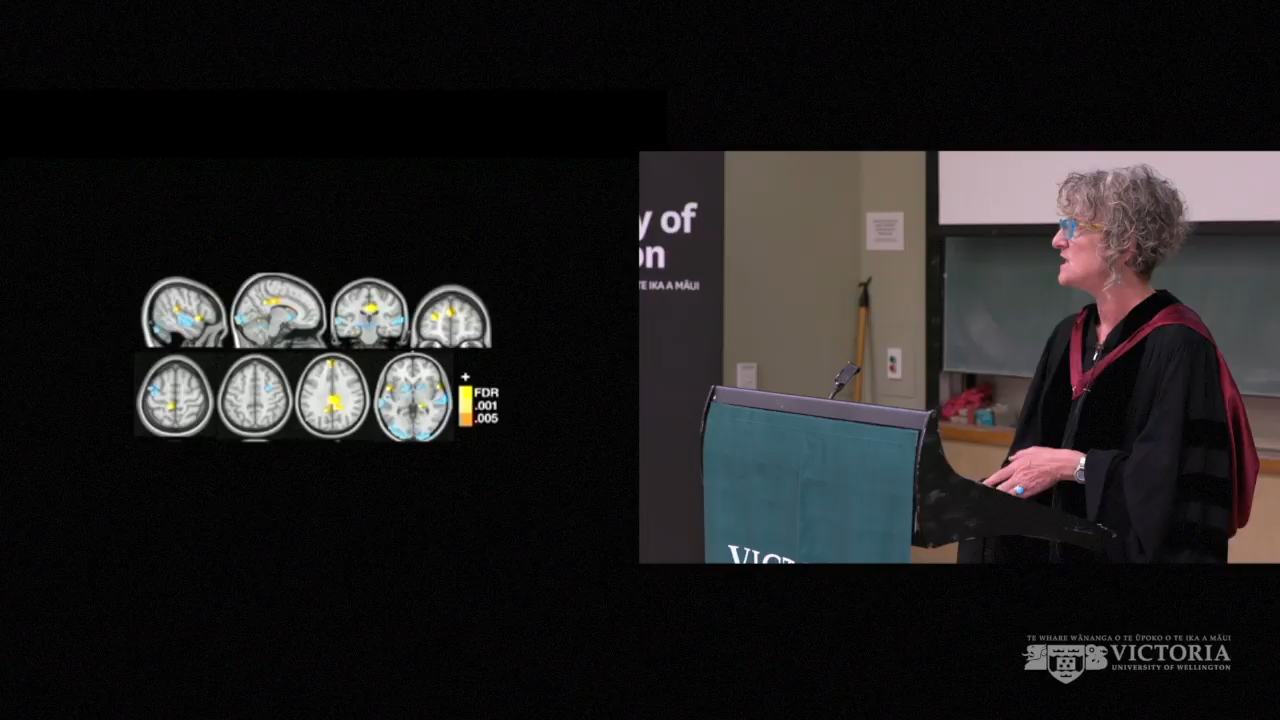 +
FDR
.001
.005
y of
on
TE IKA A MĀUI
VICT
TE WHARE WĀNANGA O TE ŪPOKO O TE IKA A MĀUI
VICTORIA
UNIVERSITY OF WELLINGTON